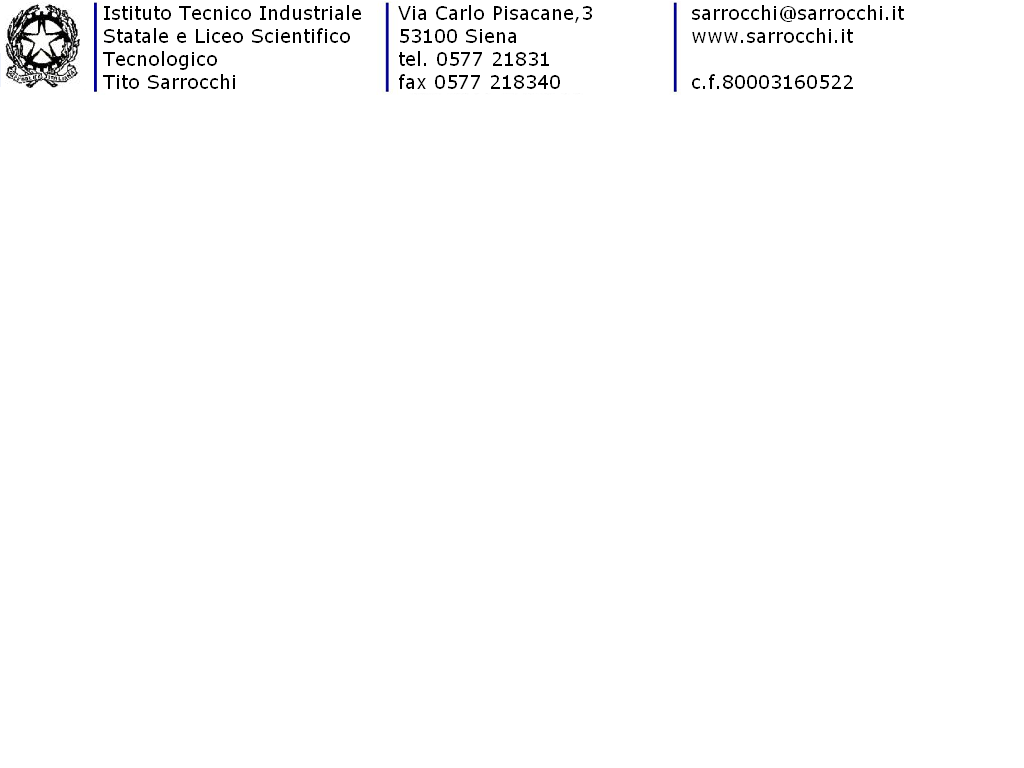 Istituto Tecnico Industriale
Statale e Liceo Scientifico
Tecnologico
Tito Sarrocchi
Via Carlo Pisacane,3
53100 Siena
tel. 0577 21831
fax 0577 218340
sarrocchi@sarrocchi.it
www.sarrocchi.it
c.f.80003160522